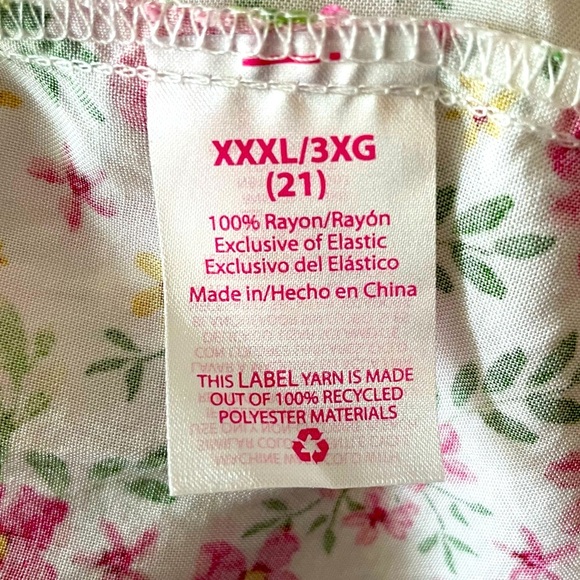 XXXL/3XG
(21)
100% Rayon/Rayón
Exclusive of Elastic
Exclusivo del Elástico
Made in/Hecho en China
THIS LABEL YARN IS MADE
OUT OF 100% RECYCLED
POLYESTER MATERIALS